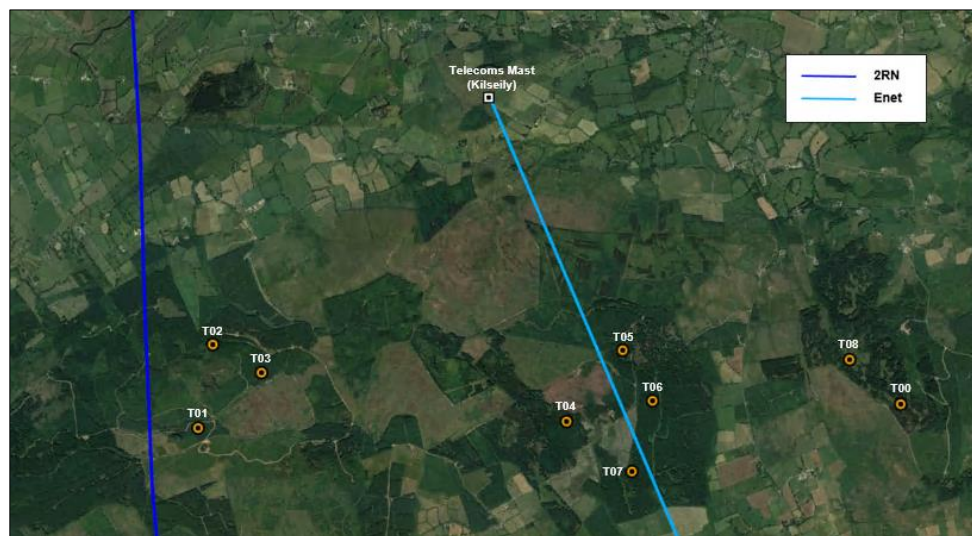 Telecoms Mast
(Kilseily)
2RN
Enet
T02
T03
T01
T05
T06
T04
T07
T08
T00